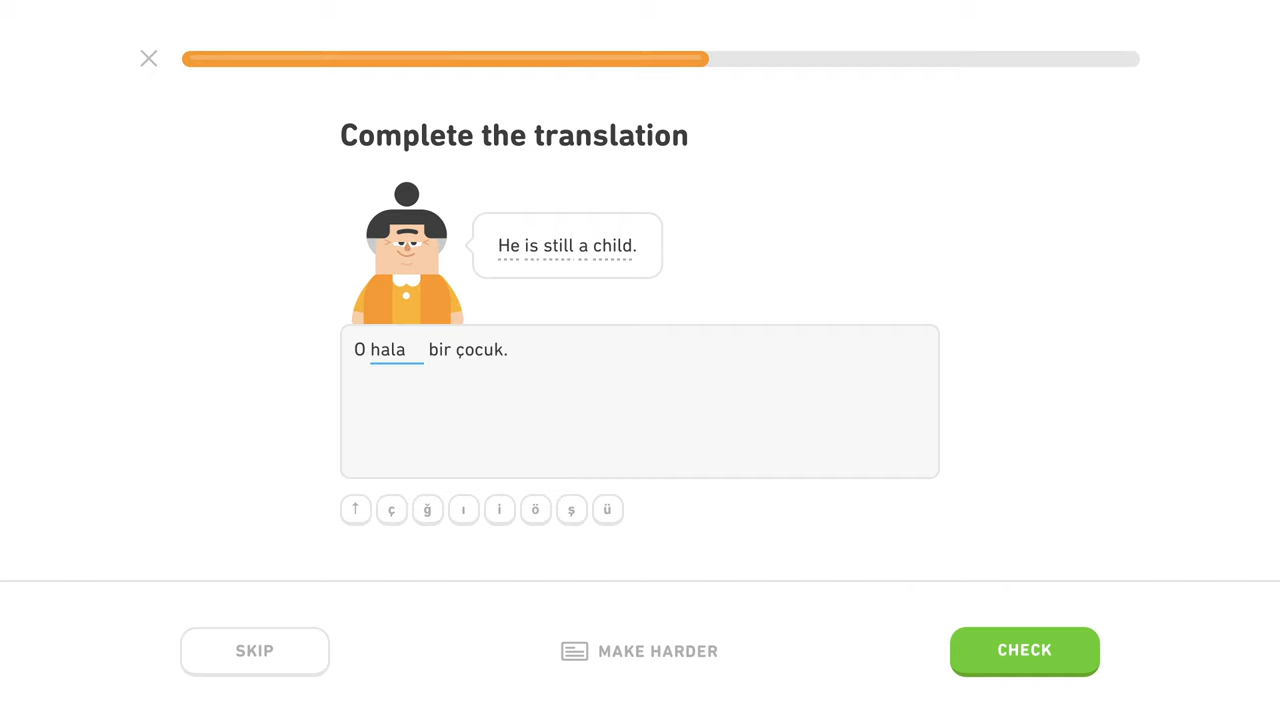 Complete the translation
He is still a child.
O hala bir çocuk.
↑ ç ğ ı i ö ş ü
SKIP
MAKE HARDER
CHECK